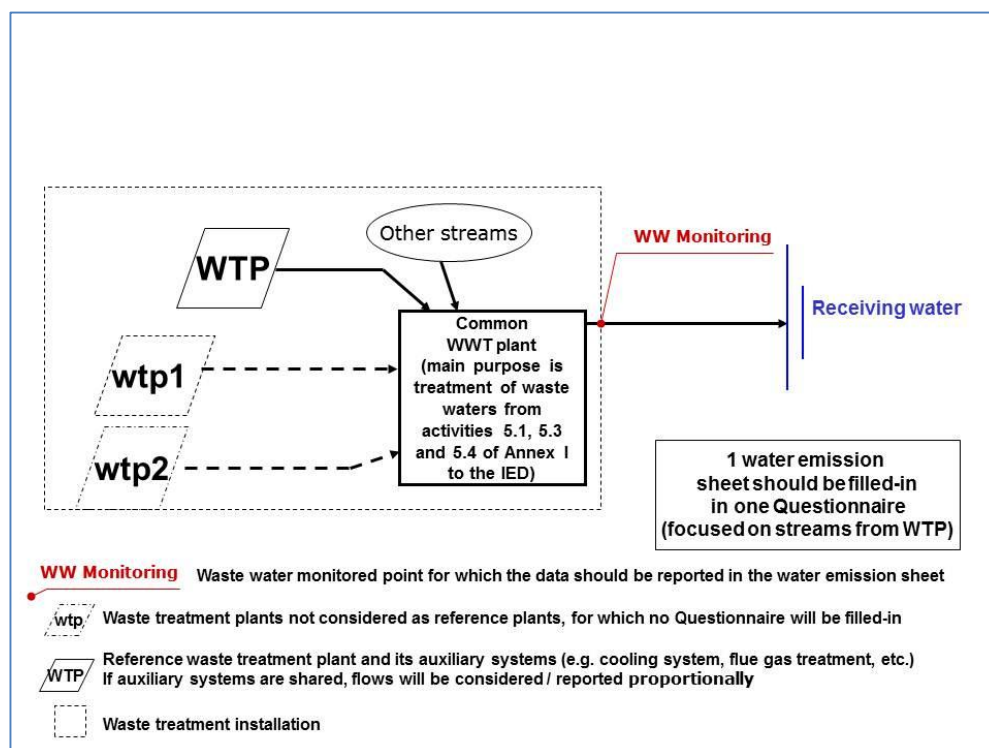 Other streams
WW Monitoring
WTP
Receiving water
Common
WWT plant
(main purpose is
treatment of waste
waters from
activities 5.1, 5.3
and 5.4 of Annex I
to the IED)
wtp1
wtp2
1 water emission
sheet should be filled-in
in one Questionnaire
(focused on streams from WTP)
WW Monitoring Waste water monitored point for which the data should be reported in the water emission sheet
wtp Waste treatment plants not considered as reference plants, for which no Questionnaire will be filled-in
WTP Reference waste treatment plant and its auxiliary systems (e.g. cooling system, flue gas treatment, etc.)
If auxiliary systems are shared, flows will be considered / reported proportionally
Waste treatment installation